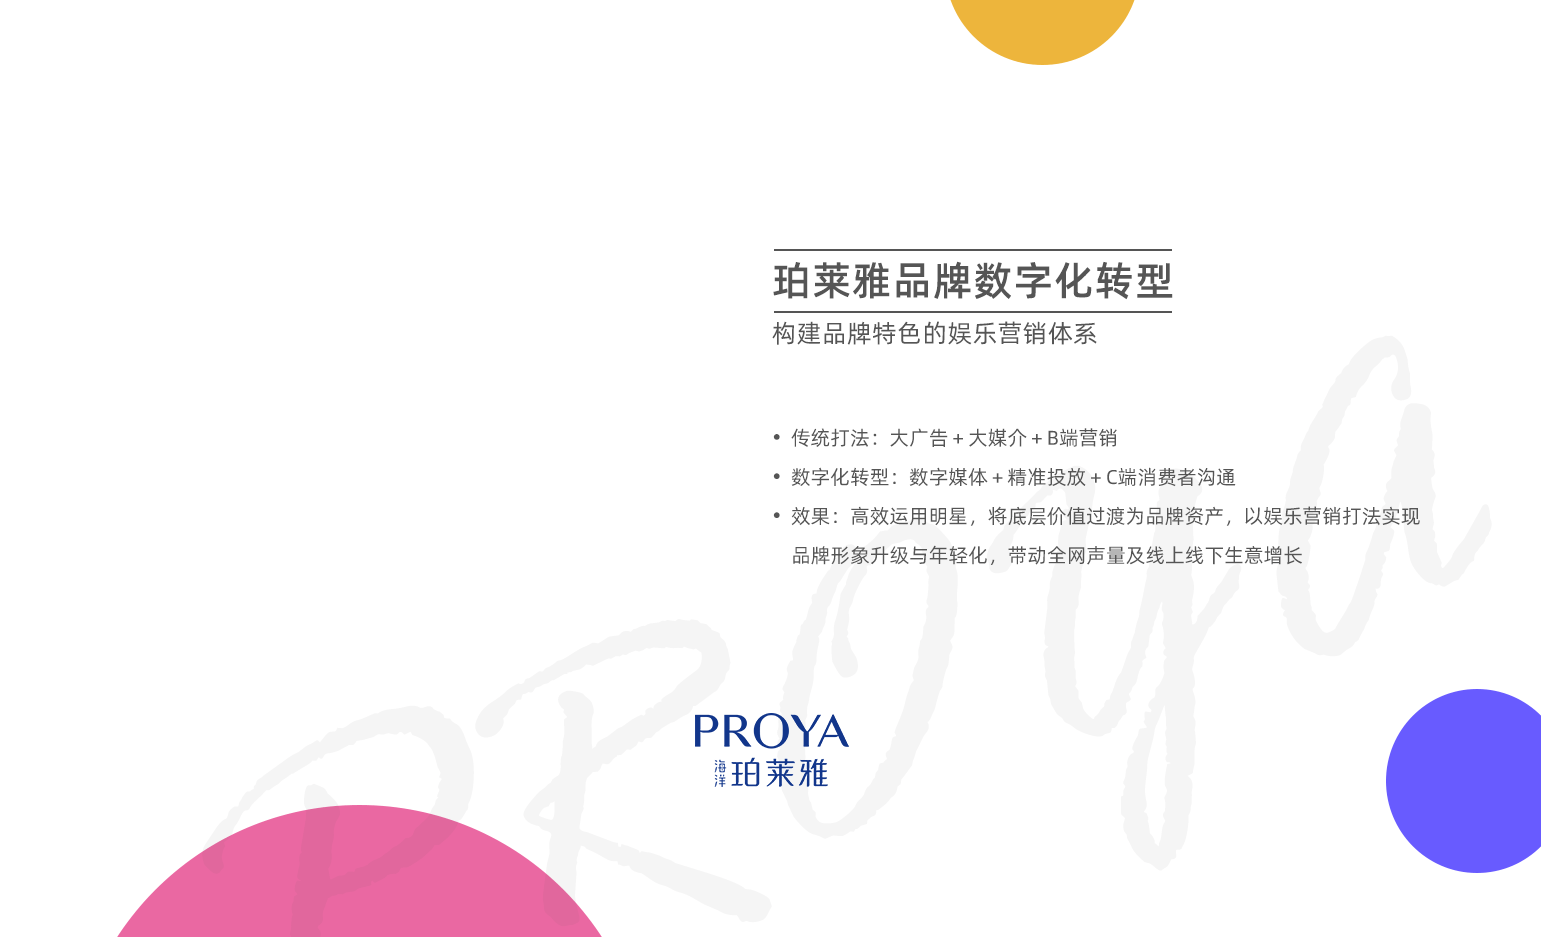 珀莱雅品牌数字化转型
构建品牌特色的娱乐营销体系
• 传统打法：大广告 + 大媒介 + B端营销
• 数字化转型：数字媒体 + 精准投放 + C端消费者沟通
• 效果：高效运用明星，将底层价值过渡为品牌资产，以娱乐营销打法实现
品牌形象升级与年轻化，带动全网声量及线上线下生意增长
PROYA
海洋 珀莱雅
PROYA